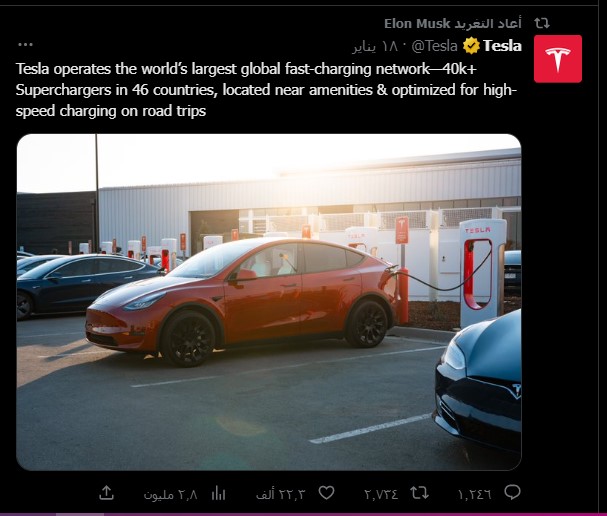 أعاد التغريد Elon Musk
Tesla @Tesla · ١٨ يناير
Tesla operates the world's largest global fast-charging network—40k+
Superchargers in 46 countries, located near amenities & optimized for high-
speed charging on road trips
TESLA
١,٢٤٦ ٢,٧٣٤ ٢٢,٣ ألف ٢,٨ مليون